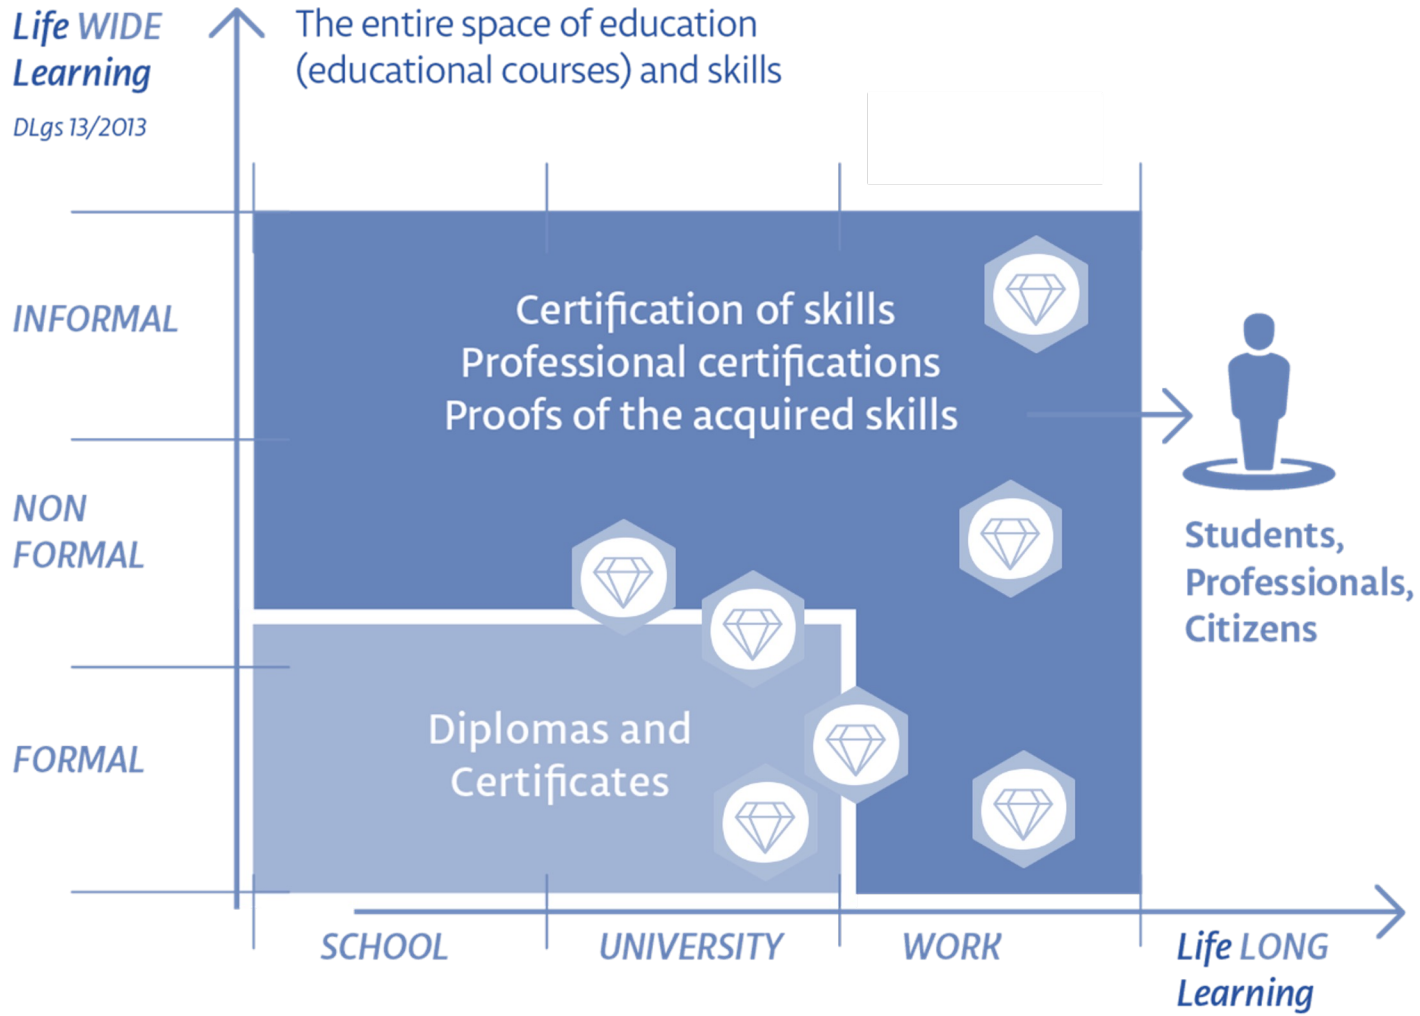 Life WIDE
Learning
DLgs 13/2013
The entire space of education
(educational courses) and skills
INFORMAL
NON
FORMAL
FORMAL
Certification of skills
Professional certifications
Proofs of the acquired skills
Diplomas and
Certificates
Students,
Professionals,
Citizens
SCHOOL
UNIVERSITY
WORK
Life LONG
Learning